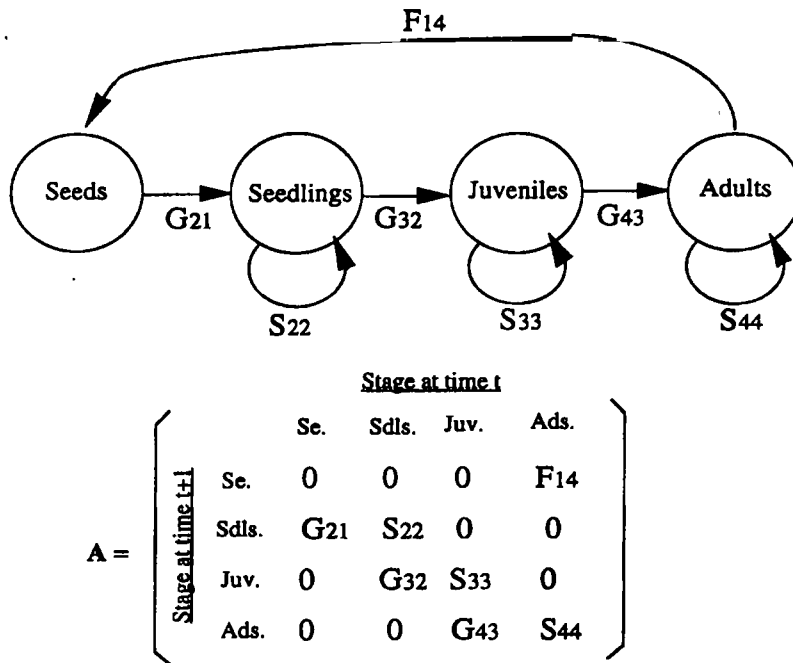 F14
Seeds Seedlings Juveniles Adults
G21 G32 G43
S22 S33 S44
Stage at time t
Se. Sdls. Juv. Ads.
Stage at time t+1
A =
Se. 0 0 0 F14
Sdls. G21 S22 0 0
Juv. 0 G32 S33 0
Ads. 0 0 G43 S44